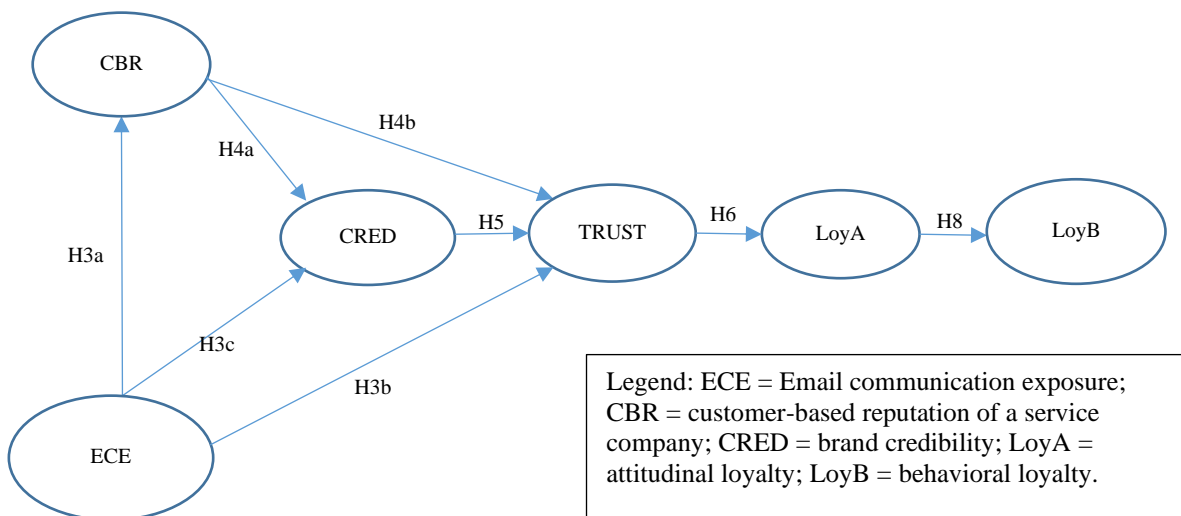 CBR
H4b
H4a
H5
H6
H8
CRED
TRUST
LoyA
LoyB
H3a
H3c
H3b
ECE
Legend: ECE = Email communication exposure;
CBR = customer-based reputation of a service
company; CRED = brand credibility; LoyA =
attitudinal loyalty; LoyB = behavioral loyalty.